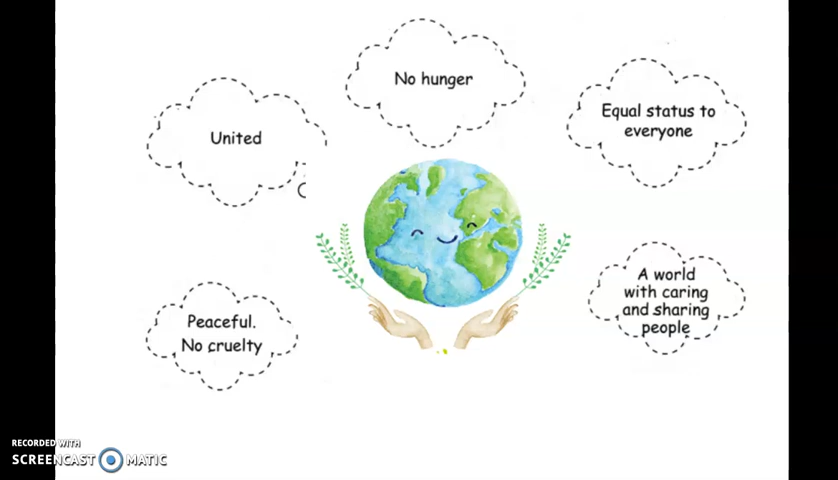 No hunger
United
Equal status to
everyone
A world
with caring
and sharing
people
Peaceful.
No cruelty
RECORDED WITH
SCREENCAST MATIC